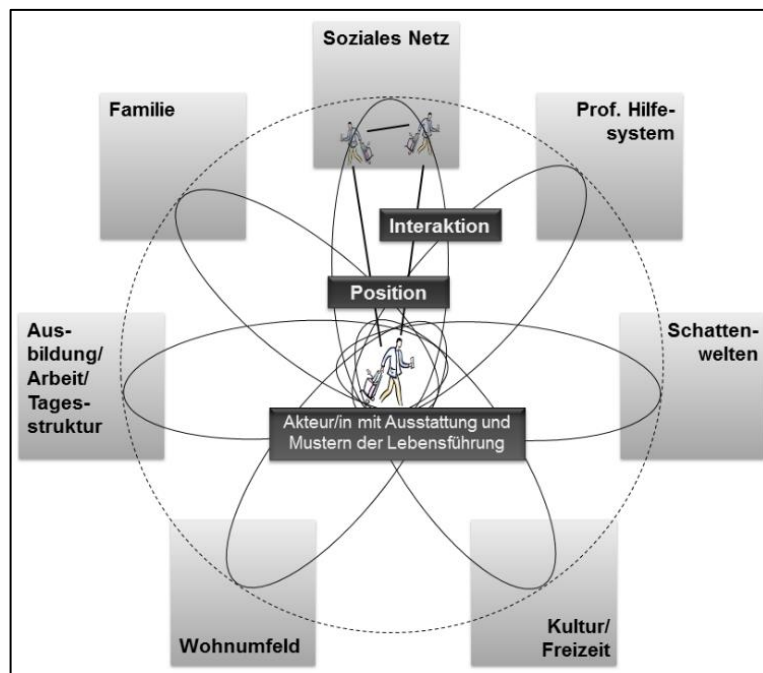 Soziales Netz
Familie
Prof. Hilfe-
system
Interaktion
Position
Aus-
bildung/
Arbeit/
Tages-
struktur
Schatten-
welten
Akteur/in mit Ausstattung und
Mustern der Lebensführung
Wohnumfeld
Kultur/
Freizeit